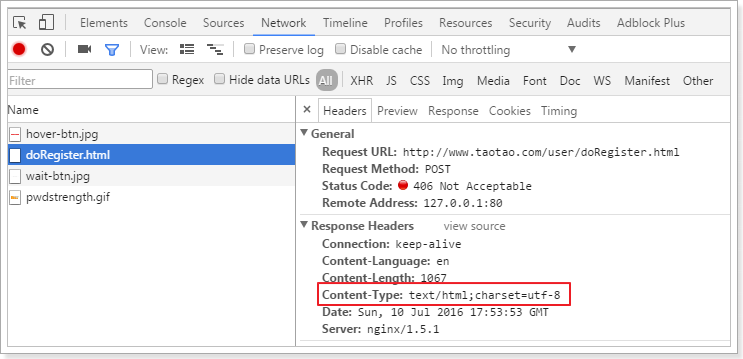 Elements Console Sources Network Timeline Profiles Resources Security Audits Adblock Plus
View: Preserve log Disable cache No throttling
Filter Regex Hide data URLs All XHR JS CSS Img Media Font Doc WS Manifest Other
Name
hover-btn.jpg
doRegister.html
wait-btn.jpg
pwdstrength.gif
× Headers Preview Response Cookies Timing
General
Request URL: http://www.taotao.com/user/doRegister.html
Request Method: POST
Status Code: 406 Not Acceptable
Remote Address: 127.0.0.1:80
Response Headers view source
Connection: keep-alive
Content-Language: en
Content-Length: 1067
Content-Type: text/html;charset=utf-8
Date: Sun, 10 Jul 2016 17:53:53 GMT
Server: nginx/1.5.1